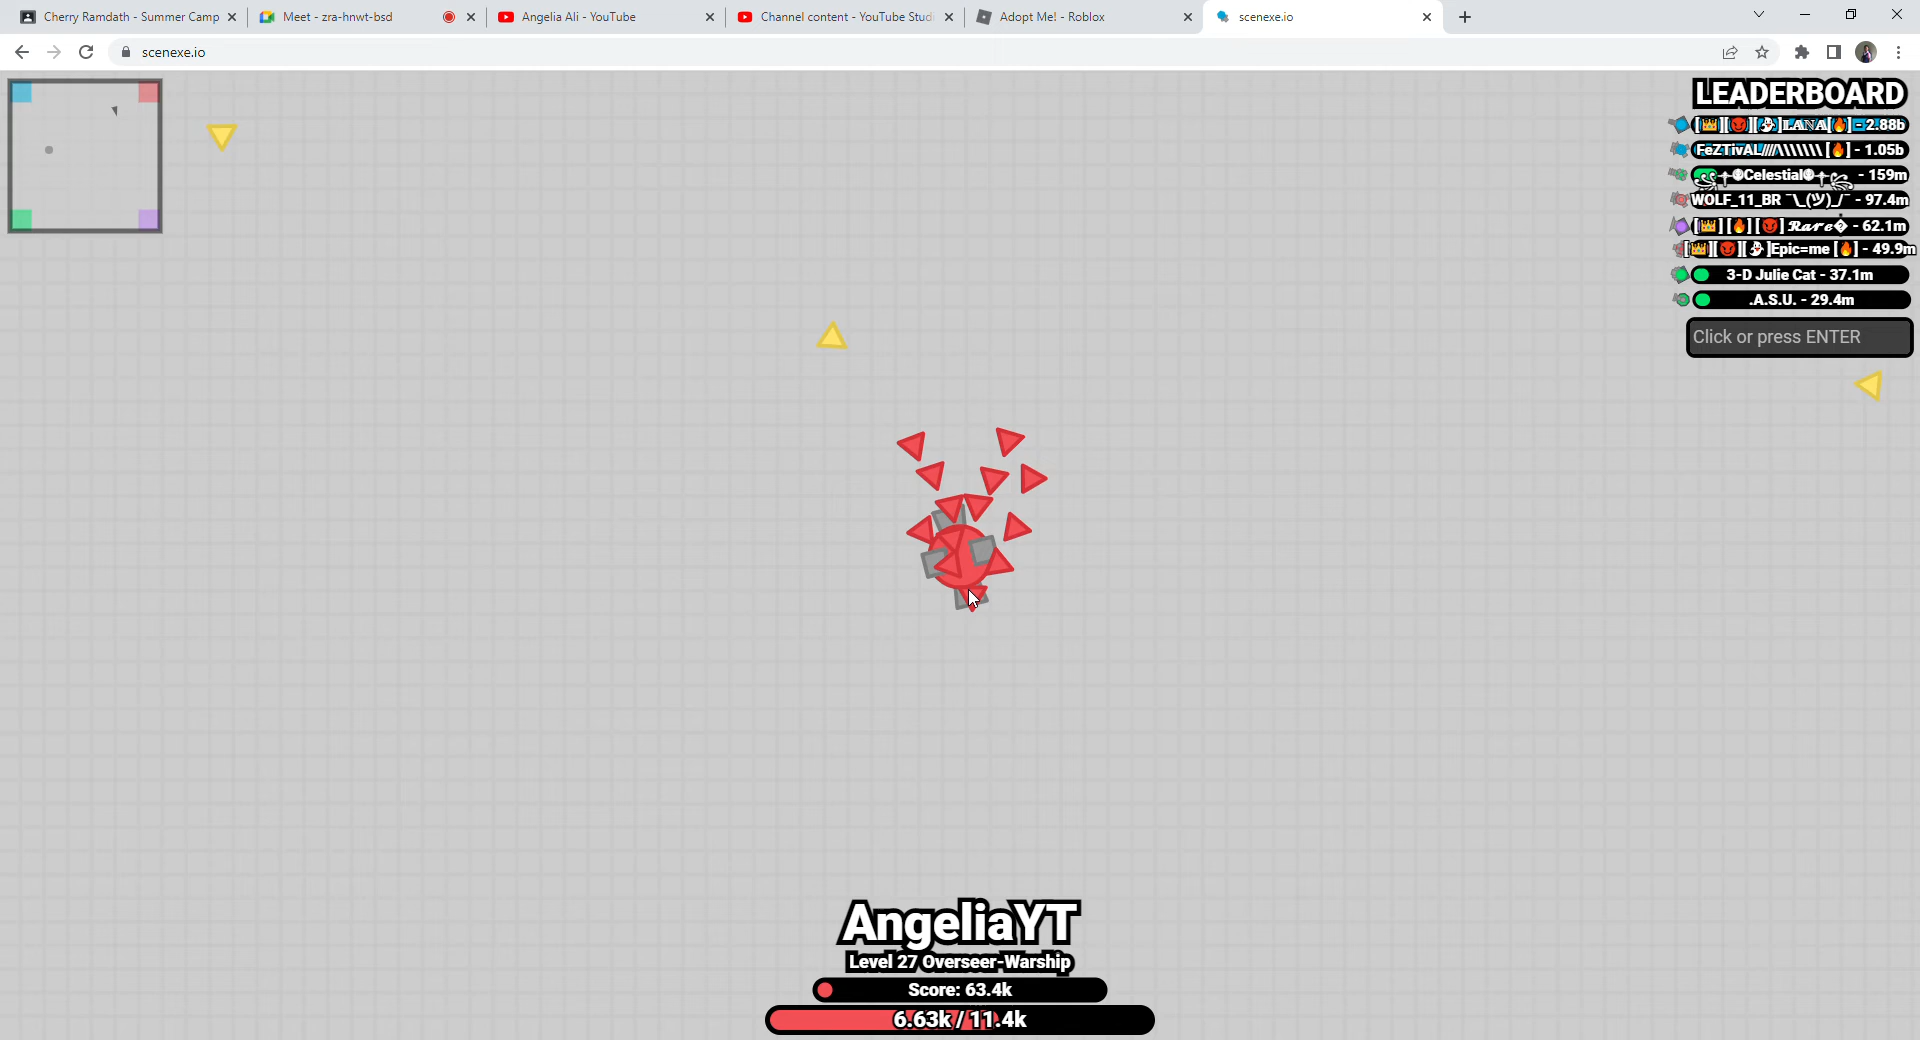 Cherry Ramdath - Summer Camp
Meet - zra-hnwt-bsd
Angelia Ali - YouTube
Channel content - YouTube Stud
Adopt Me! - Roblox
scenexe.io
scenexe.io
LEADERBOARD
[👑][😈][👻]𝕃𝔸ℕ𝔸[🔥] - 2.88b
FeZTivAL////\\\\\\\ [🔥] - 1.05b
Celestial - 159m
WOLF_11_BR ¯\_(ツ)_/¯ - 97.4m
[👑][🔥][😈] 𝓡𝓪𝓻𝓮� - 62.1m
[👑][😈][👻]Epic=me [🔥] - 49.9m
3-D Julie Cat - 37.1m
.A.S.U. - 29.4m
Click or press ENTER
AngeliaYT
Level 27 Overseer-Warship
Score: 63.4k
6.63k / 11.4k